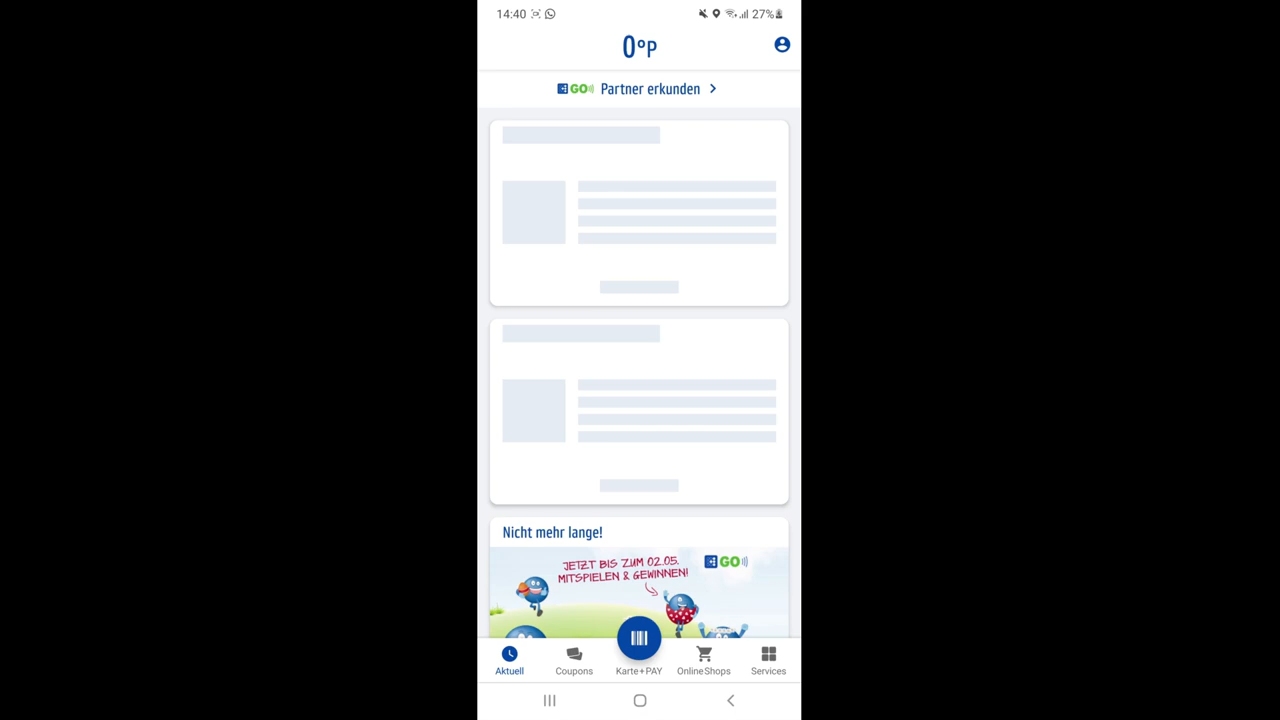 14:40 27%
0°P
GO Partner erkunden
Nicht mehr lange!
JETZT BIS ZUM 02.05.
MITSPIELEN & GEWINNEN!
GO
Aktuell Coupons Karte+PAY OnlineShops Services